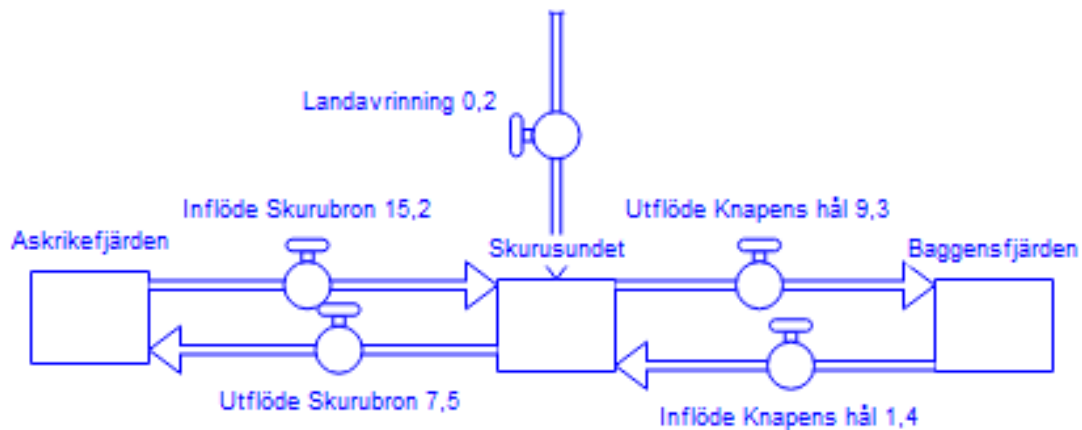 Landavrinning 0,2
Inflöde Skurubron 15,2
Utflöde Knapens hål 9,3
Askrikefjärden
Skurusundet
Baggensfjärden
Utflöde Skurubron 7,5
Inflöde Knapens hål 1,4